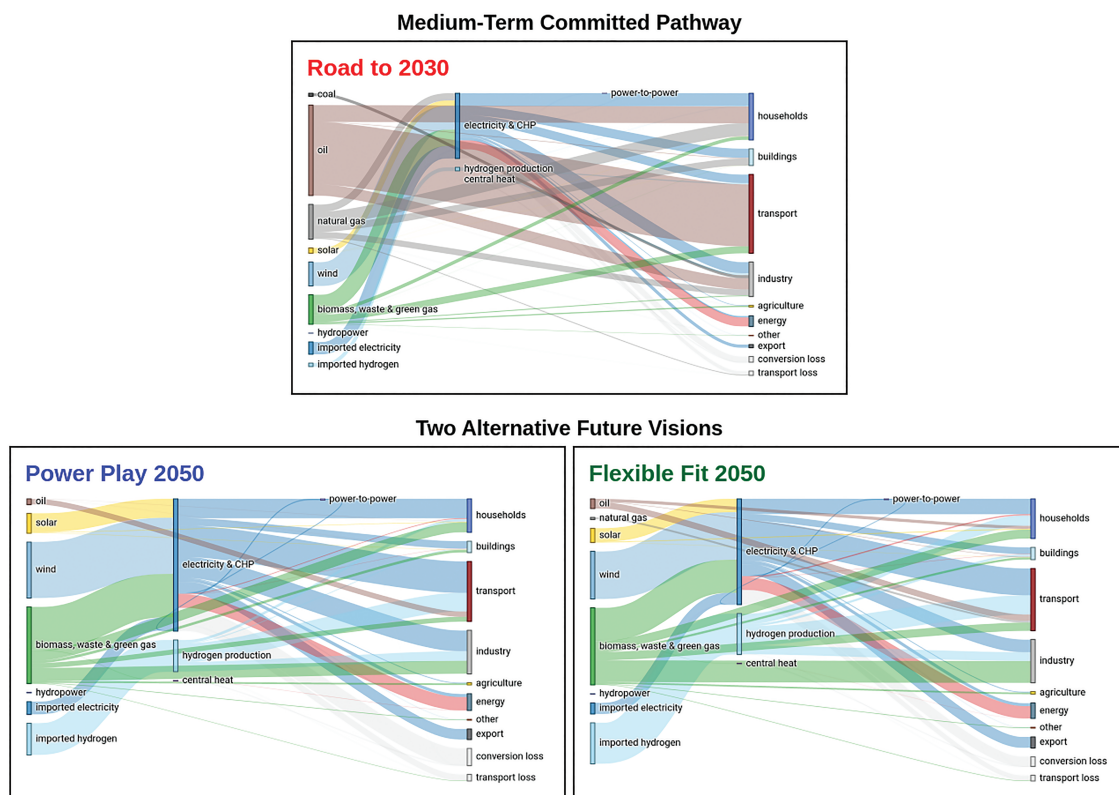 Medium-Term Committed Pathway
Road to 2030
coal
oil
natural gas
solar
wind
biomass, waste & green gas
hydropower
imported electricity
imported hydrogen
electricity & CHP
hydrogen production
central heat
power-to-power
households
buildings
transport
industry
agriculture
energy
other
export
conversion loss
transport loss
Two Alternative Future Visions
Power Play 2050
oil
solar
wind
biomass, waste & green gas
hydropower
imported electricity
imported hydrogen
electricity & CHP
hydrogen production
central heat
power-to-power
households
buildings
transport
industry
agriculture
energy
other
export
conversion loss
transport loss
Flexible Fit 2050
oil
natural gas
solar
wind
biomass, waste & green gas
hydropower
imported electricity
imported hydrogen
electricity & CHP
hydrogen production
central heat
power-to-power
households
buildings
transport
industry
agriculture
energy
other
export
conversion loss
transport loss